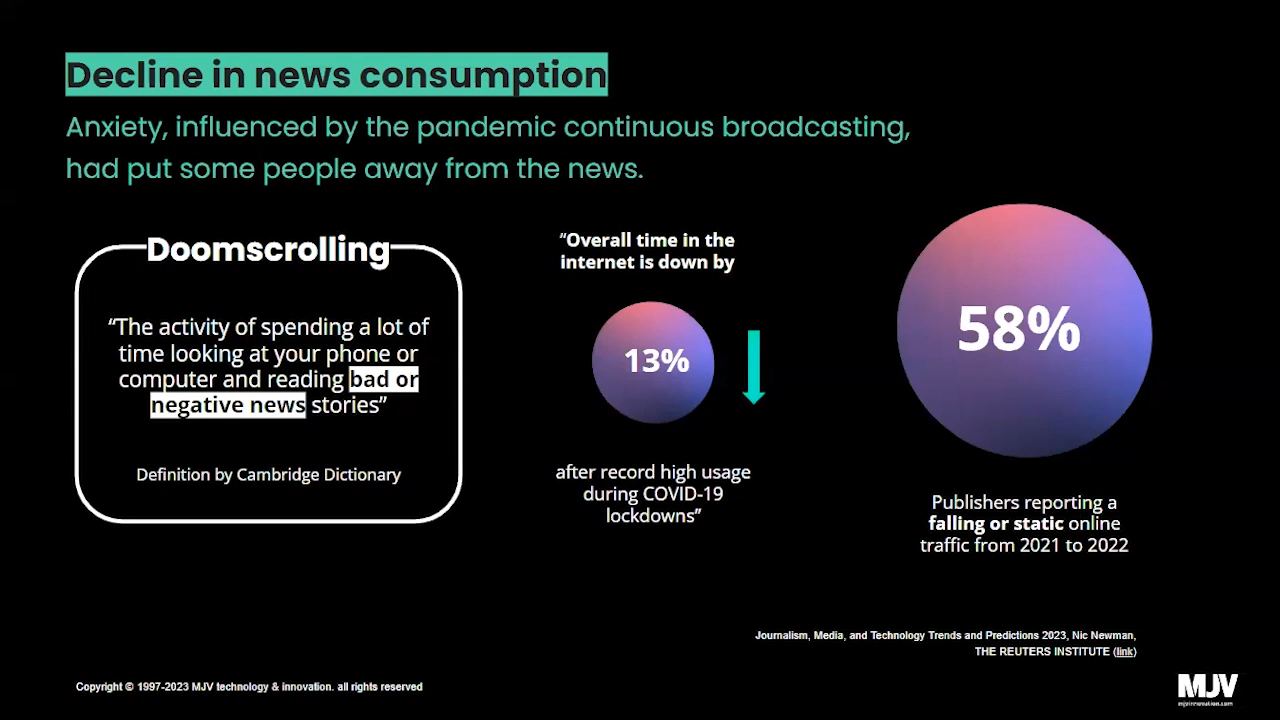 Decline in news consumption
Anxiety, influenced by the pandemic continuous broadcasting,
had put some people away from the news.
Doomscrolling
“The activity of spending a lot of
time looking at your phone or
computer and reading bad or
negative news stories”
Definition by Cambridge Dictionary
“Overall time in the
internet is down by
13%
after record high usage
during COVID-19
lockdowns”
58%
Publishers reporting a
falling or static online
traffic from 2021 to 2022
Journalism, Media, and Technology Trends and Predictions 2023, Nic Newman,
THE REUTERS INSTITUTE (link)
Copyright © 1997-2023 MJV technology & innovation. all rights reserved
MJV
mjvinnovation.com